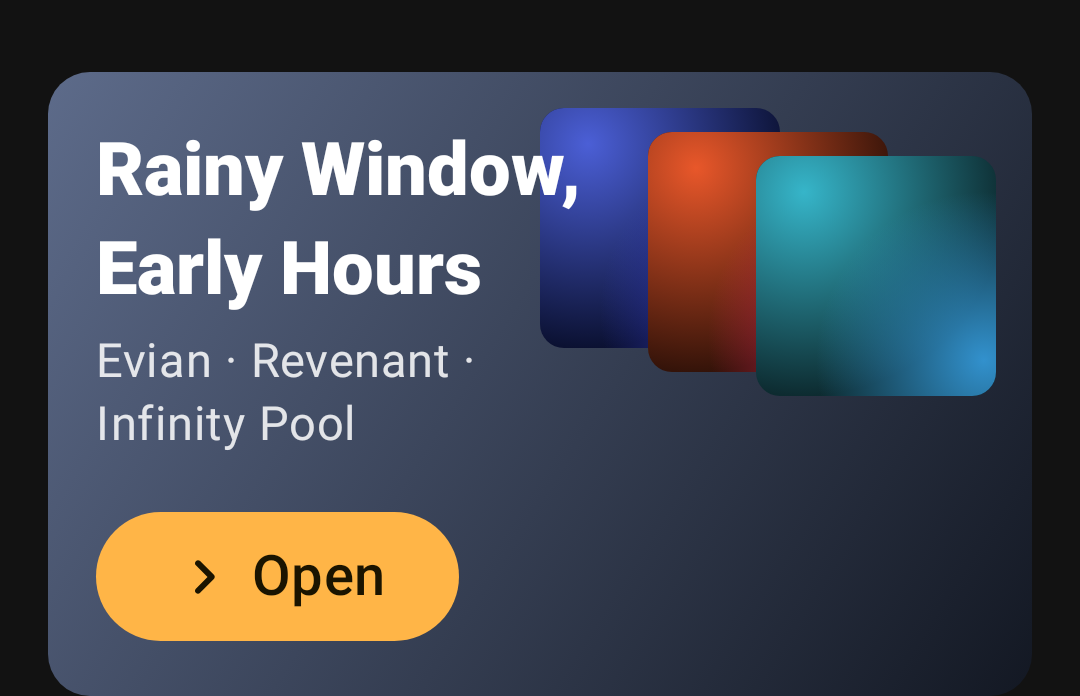 Rainy Window,
Early Hours
Evian · Revenant ·
Infinity Pool
Open